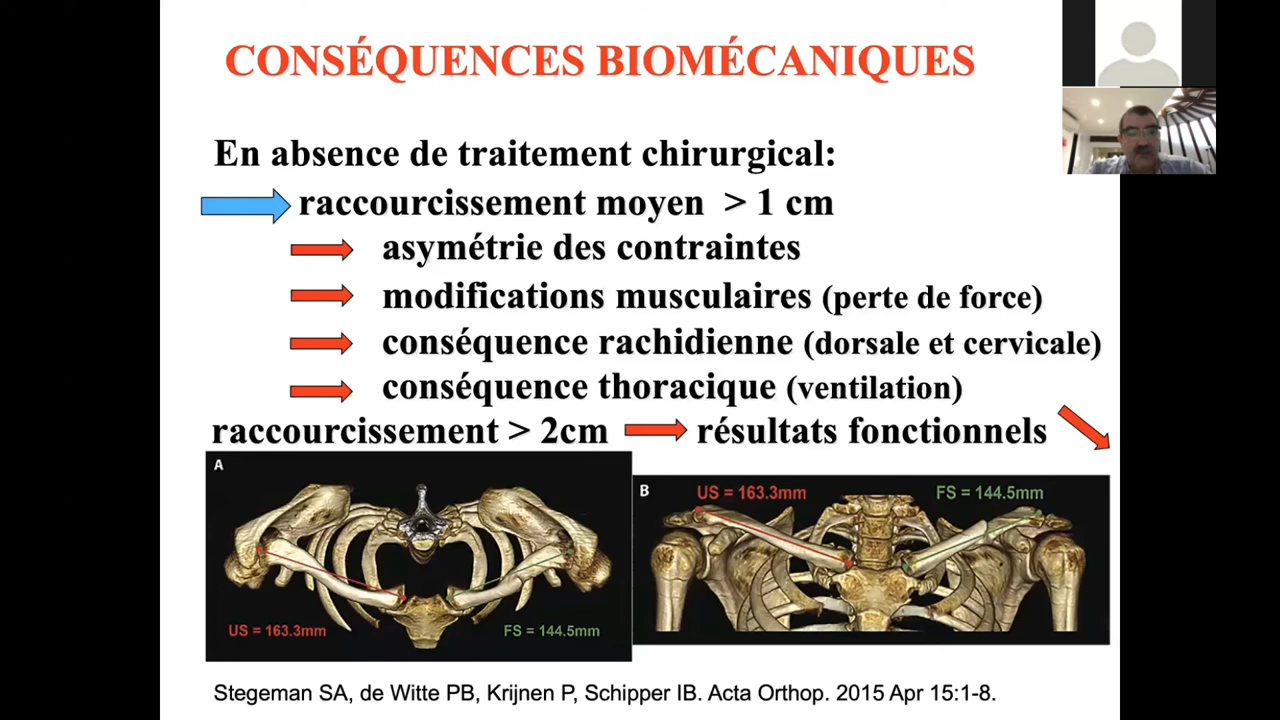 CONSÉQUENCES BIOMÉCANIQUES
En absence de traitement chirurgical:
raccourcissement moyen > 1 cm
asymétrie des contraintes
modifications musculaires (perte de force)
conséquence rachidienne (dorsale et cervicale)
conséquence thoracique (ventilation)
raccourcissement > 2cm résultats fonctionnels
A
US = 163.3mm
FS = 144.5mm
B
US = 163.3mm
FS = 144.5mm
Stegeman SA, de Witte PB, Krijnen P, Schipper IB. Acta Orthop. 2015 Apr 15:1-8.